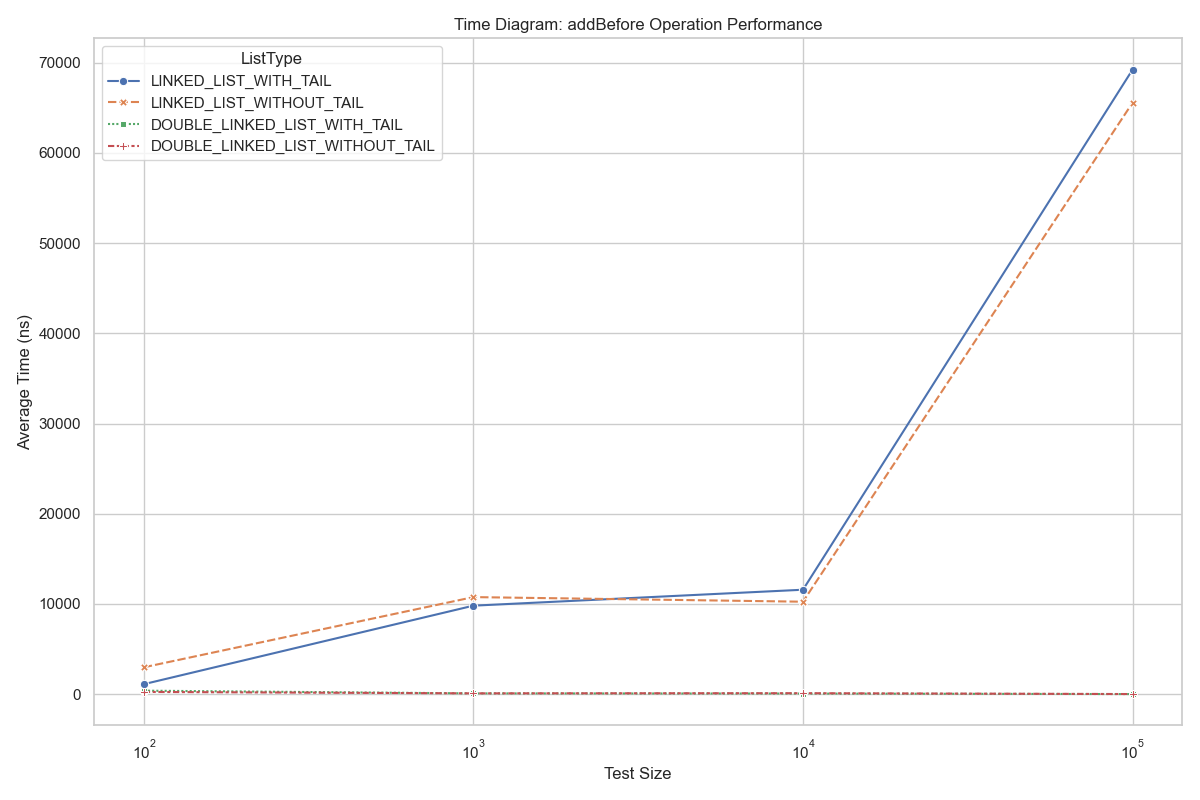 Time Diagram: addBefore Operation Performance
ListType
LINKED_LIST_WITH_TAIL
LINKED_LIST_WITHOUT_TAIL
DOUBLE_LINKED_LIST_WITH_TAIL
DOUBLE_LINKED_LIST_WITHOUT_TAIL
70000
60000
50000
40000
30000
20000
10000
0
Average Time (ns)
10² 10³ 10⁴ 10⁵
Test Size